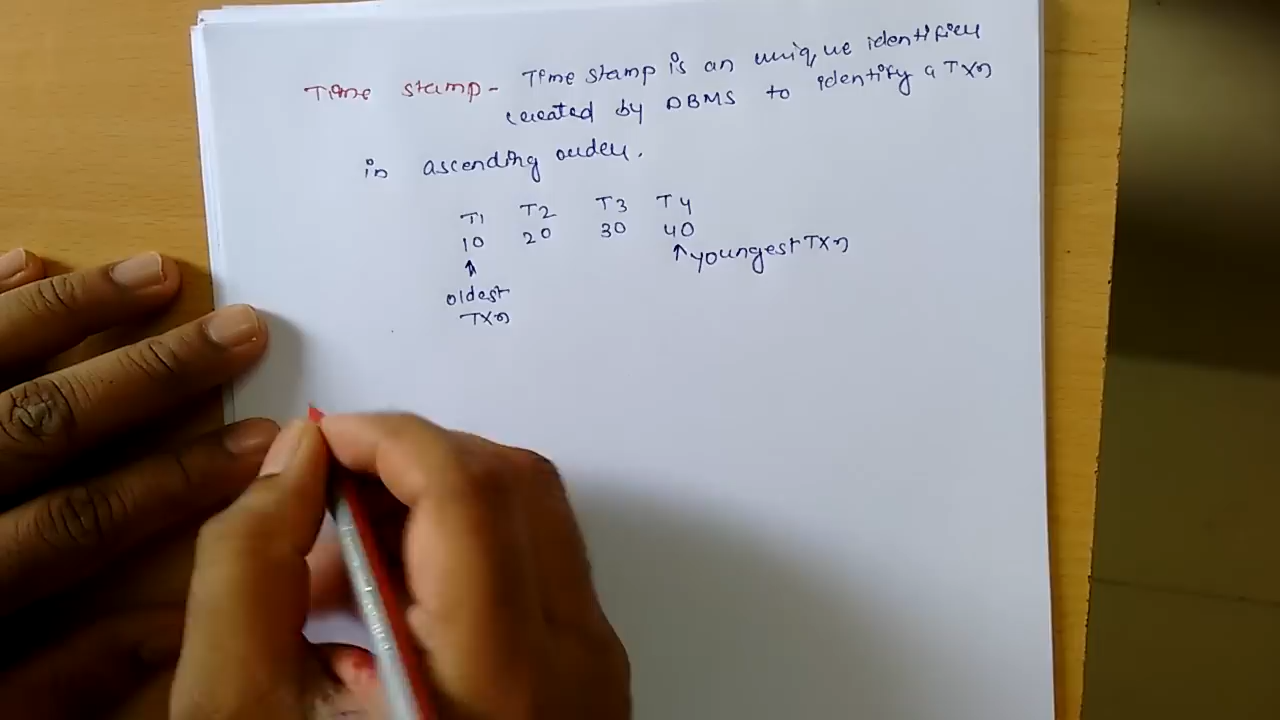 Time stamp - Time stamp is an unique identifier
created by DBMS to identify a TXn
in ascending order.
T1 T2 T3 T4
10 20 30 40
↑ ↑ youngest TXn
oldest
TXn